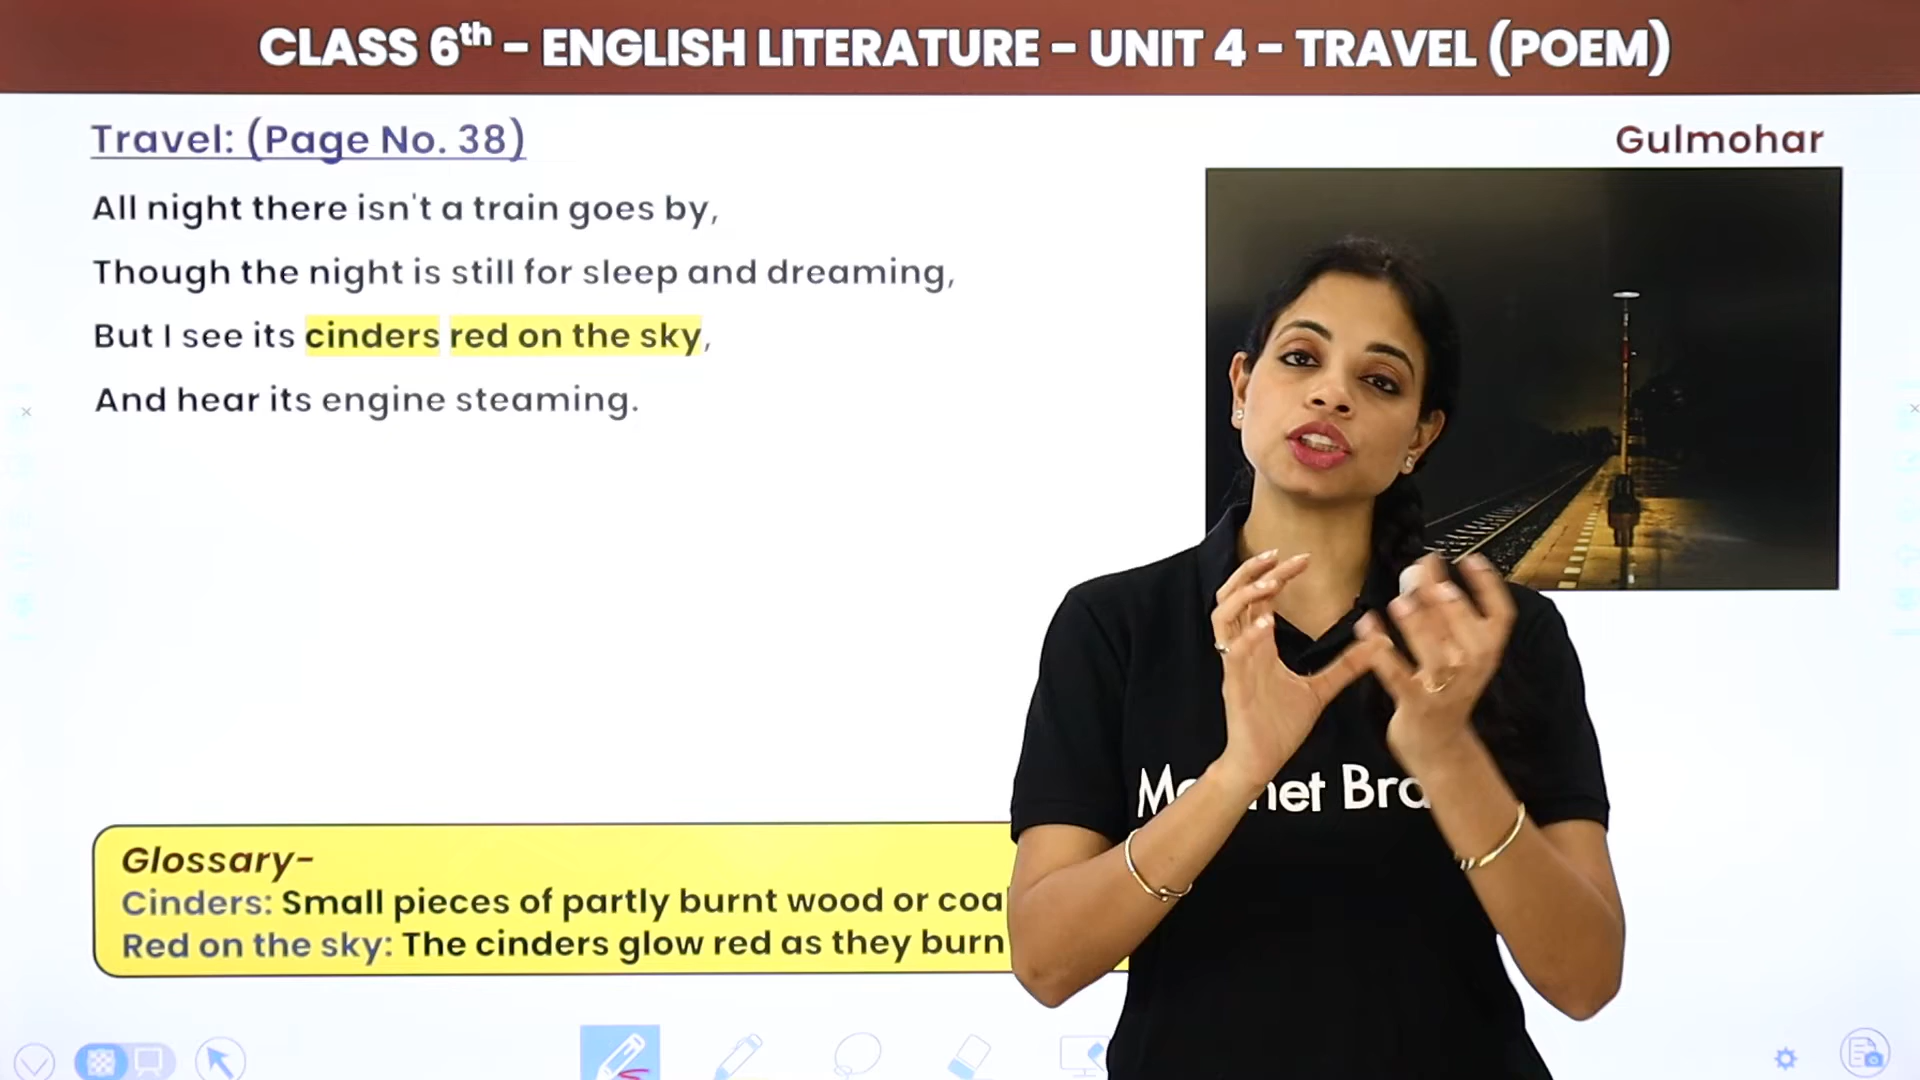 CLASS 6th – ENGLISH LITERATURE – UNIT 4 – TRAVEL (POEM)
Travel: (Page No. 38)
Gulmohar
All night there isn't a train goes by,
Though the night is still for sleep and dreaming,
But I see its cinders red on the sky,
And hear its engine steaming.
Glossary-
Cinders: Small pieces of partly burnt wood or
Red on the sky: The cinders glow red as they burn